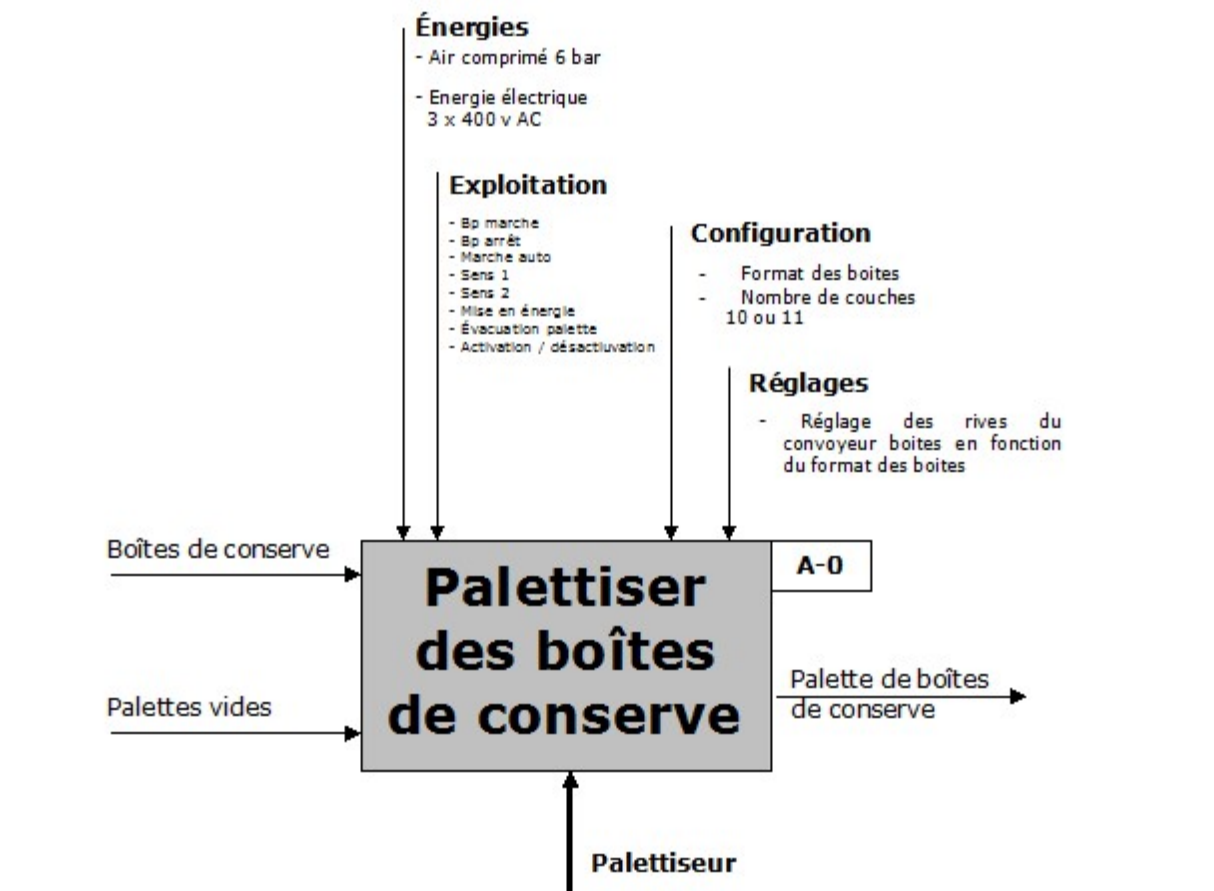 Énergies
- Air comprimé 6 bar
- Energie électrique
3 x 400 v AC
Exploitation
- Bp marche
- Bp arrêt
- Marche auto
- Sens 1
- Sens 2
- Mise en énergie
- Évacuation palette
- Activation / désactiuvation
Configuration
- Format des boites
- Nombre de couches
10 ou 11
Réglages
- Réglage des rives du
convoyeur boites en fonction
du format des boites
Boîtes de conserve
A-0
Palettiser
des boîtes
de conserve
Palettes vides
Palette de boîtes
de conserve
Palettiseur